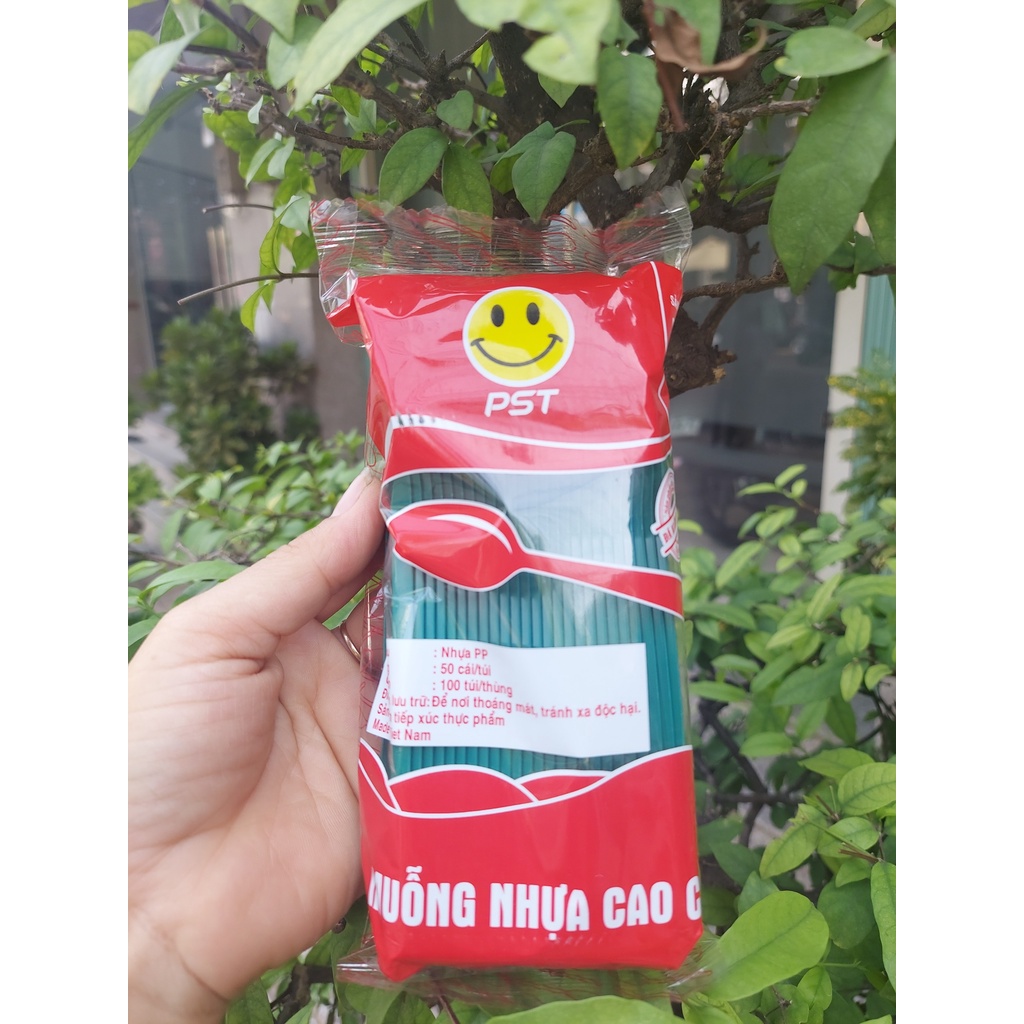 PST
: Nhựa PP
: 50 cái/túi
: 100 túi/thùng
lưu trữ: Để nơi thoáng mát, tránh xa độc hại.
tiếp xúc thực phẩm
Made
et Nam
MUỖNG NHỰA CAO C